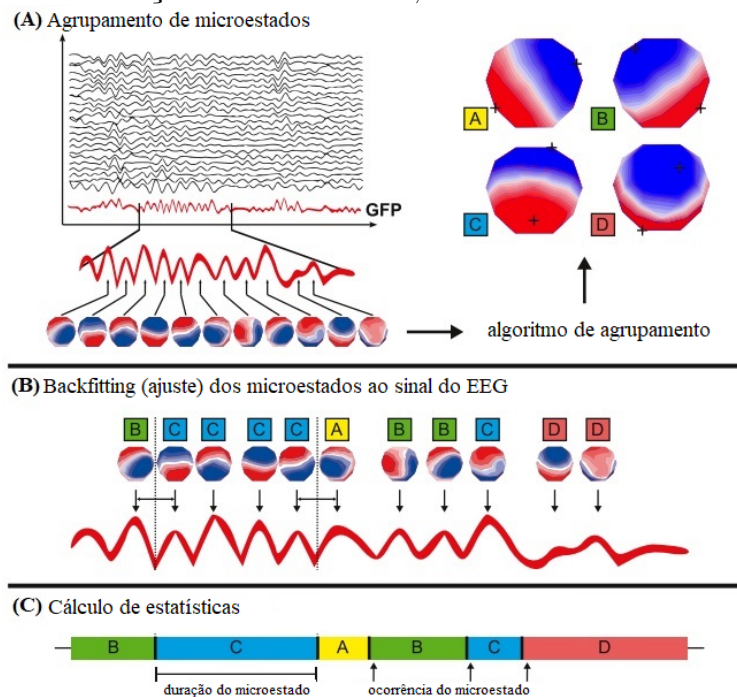 (A) Agrupamento de microestados
A B
GFP
C D
algoritmo de agrupamento
(B) Backfitting (ajuste) dos microestados ao sinal do EEG
B C C C C A B B C D D
(C) Cálculo de estatísticas
B C A B C D
duração do microestado ocorrência do microestado